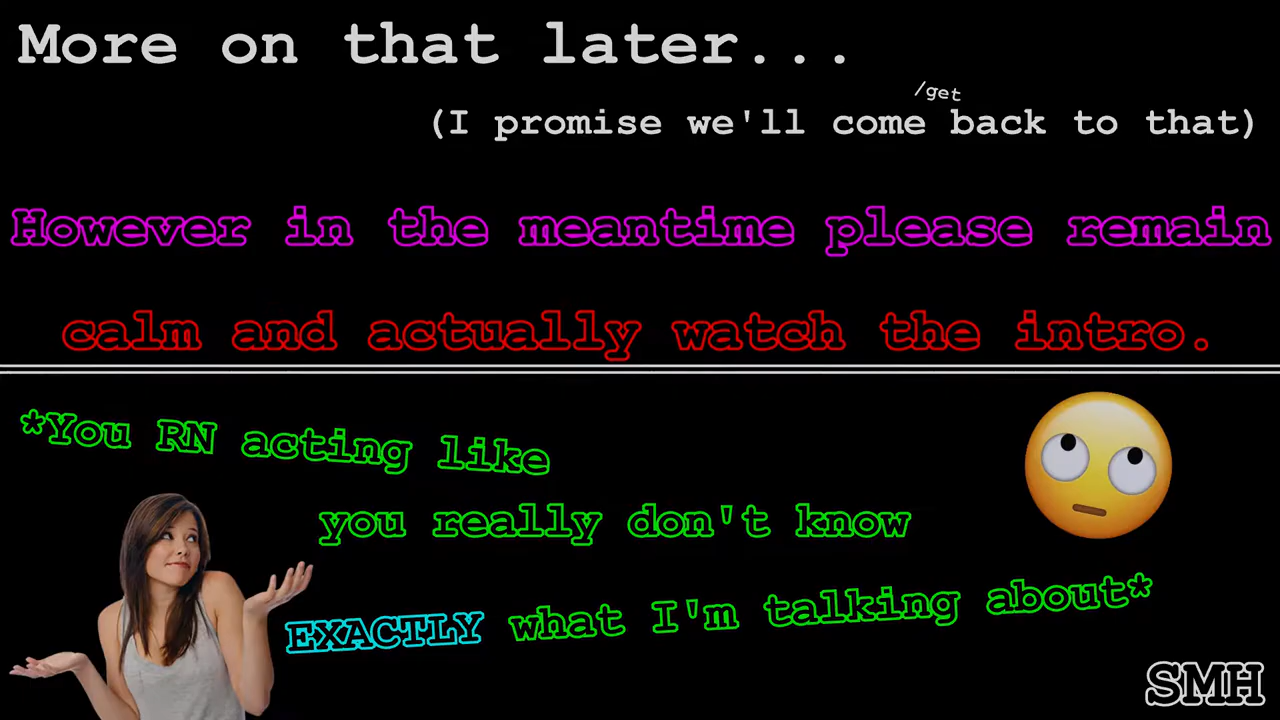 More on that later...
/get
(I promise we'll come back to that)
However in the meantime please remain
calm and actually watch the intro.
*You RN acting like
you really don't know
EXACTLY what I'm talking about*
SMH